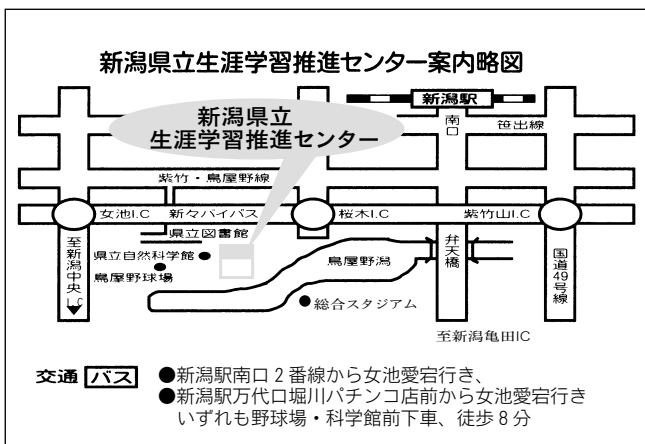 新潟県立生涯学習推進センター案内略図
新潟駅
新潟県立
生涯学習推進センター
南口
笹出線
紫竹・鳥屋野線
女池I.C
新々バイパス
桜木I.C
紫竹山I.C
県立図書館
至新潟中央I.C
県立自然科学館●
●鳥屋野球場
鳥屋野潟
弁天橋
国道49号線
●総合スタジアム
至新潟亀田IC
交通 バス ●新潟駅南口2番線から女池愛宕行き、
●新潟駅万代口堀川パチンコ店前から女池愛宕行き
いずれも野球場・科学館前下車、徒歩8分